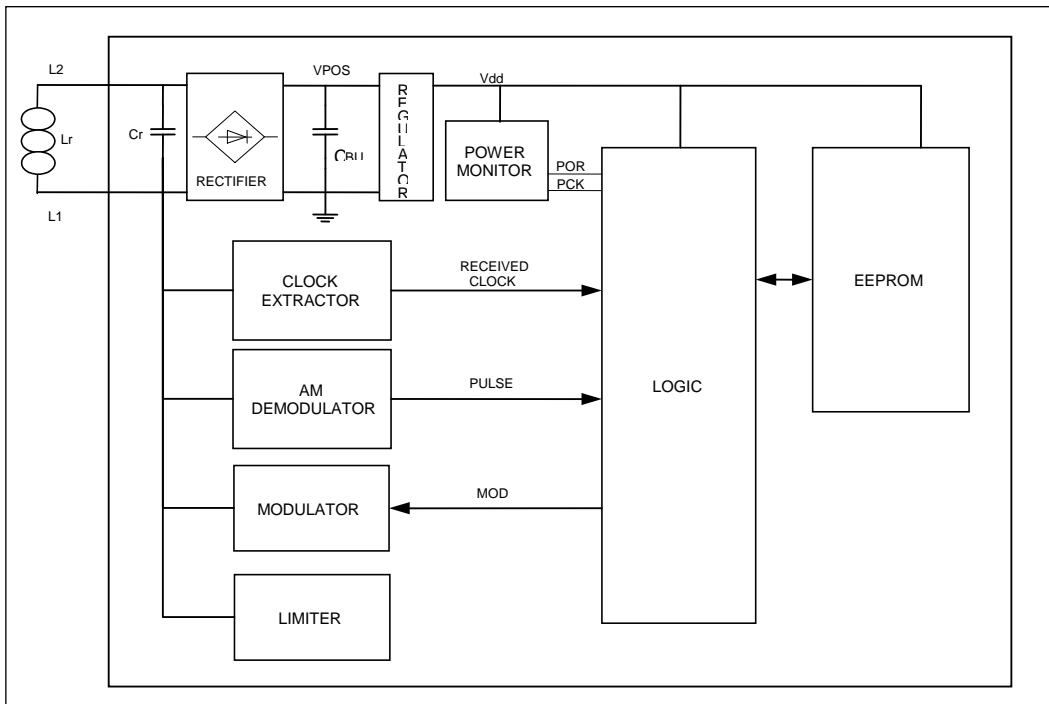 L2
VPOS
Vdd
Lr
Cr
RECTIFIER
POWER
MONITOR
POR
PCK
L1
CLOCK
EXTRACTOR
RECEIVED
CLOCK
EEPROM
AM
DEMODULATOR
PULSE
LOGIC
MODULATOR
MOD
LIMITER